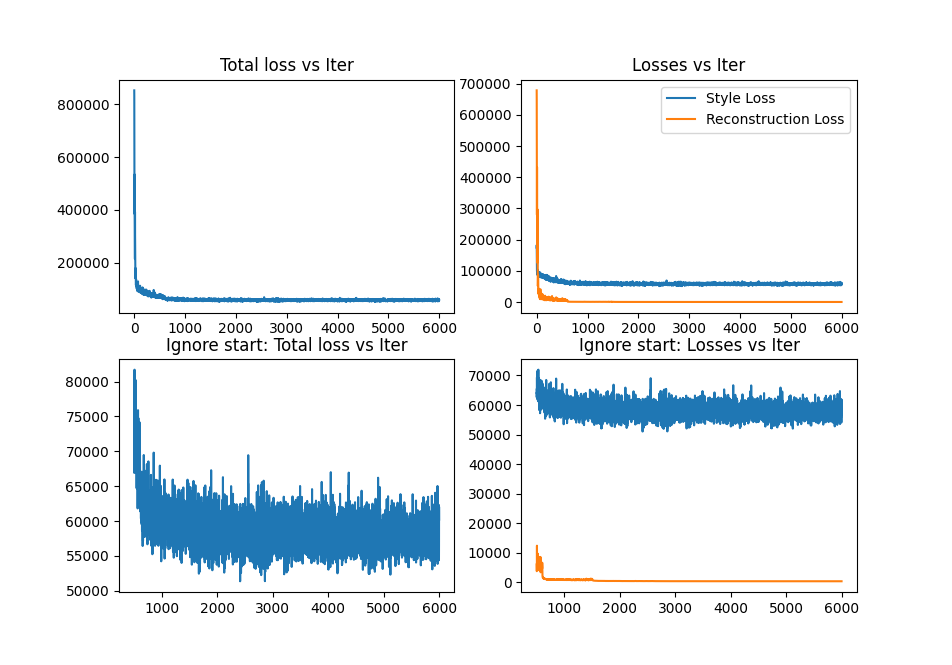 Total loss vs Iter
800000
600000
400000
200000
0 1000 2000 3000 4000 5000 6000
Losses vs Iter
700000
600000
500000
400000
300000
200000
100000
0
Style Loss
Reconstruction Loss
0 1000 2000 3000 4000 5000 6000
Ignore start: Total loss vs Iter
80000
75000
70000
65000
60000
55000
50000
1000 2000 3000 4000 5000 6000
Ignore start: Losses vs Iter
70000
60000
50000
40000
30000
20000
10000
0
1000 2000 3000 4000 5000 6000